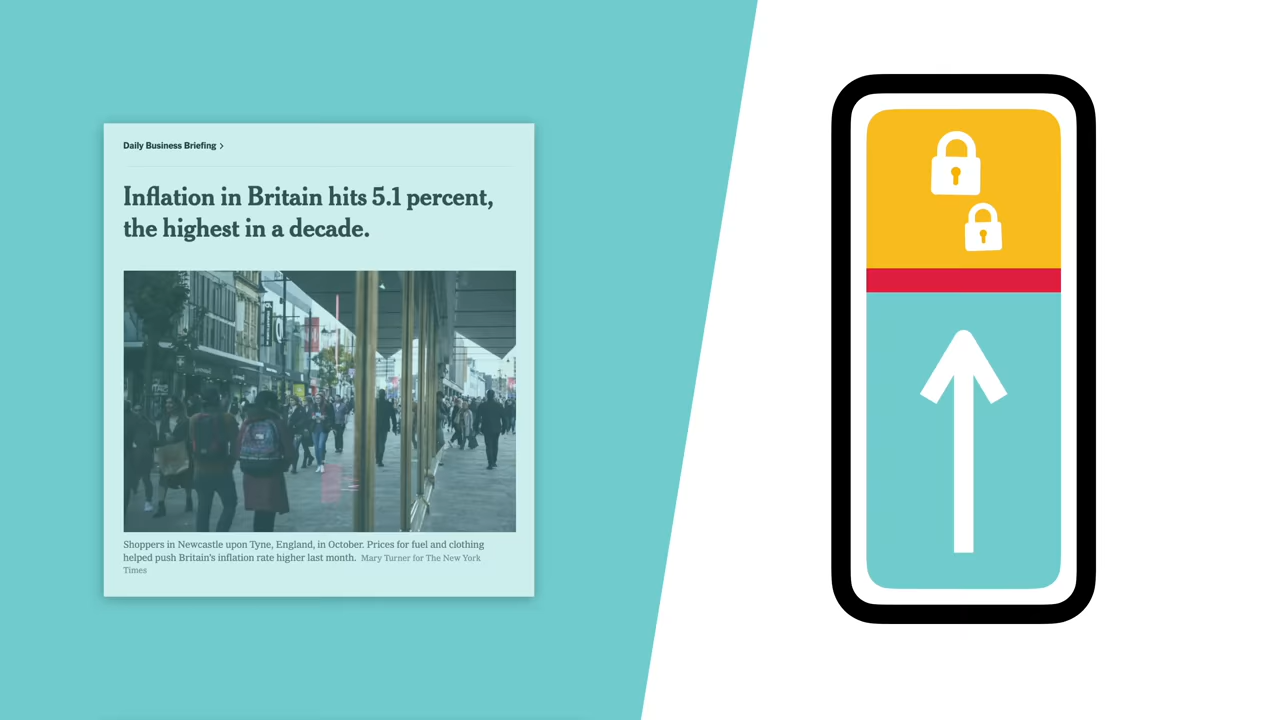 Daily Business Briefing >
Inflation in Britain hits 5.1 percent,
the highest in a decade.
Shoppers in Newcastle upon Tyne, England, in October. Prices for fuel and clothing
helped push Britain's inflation rate higher last month. Mary Turner for The New York
Times